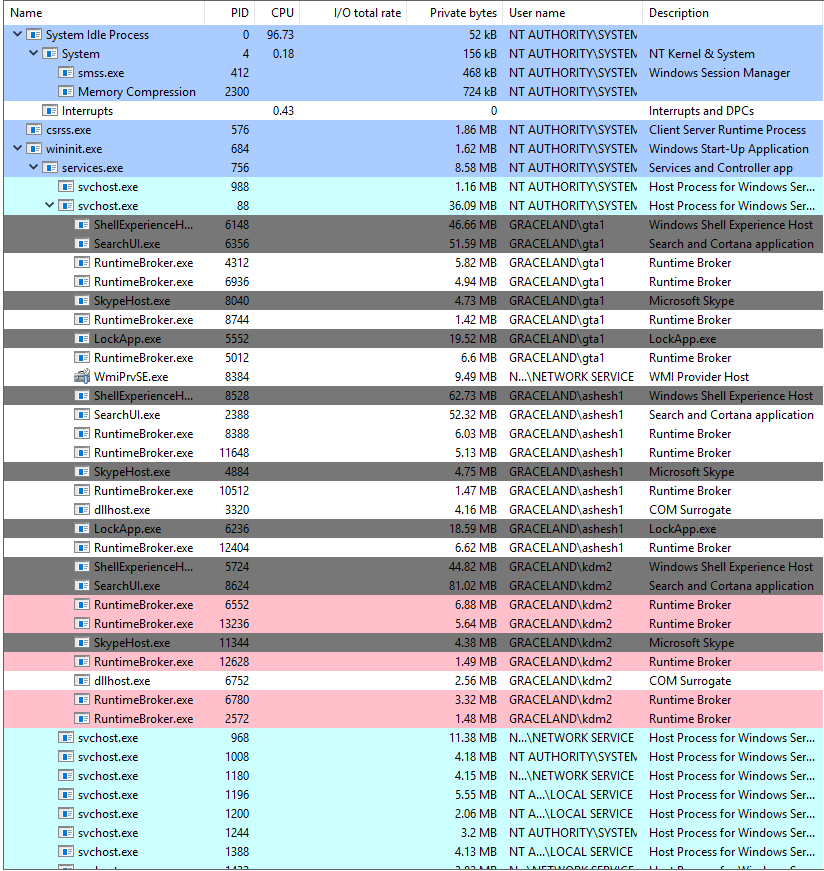 Name PID CPU I/O total rate Private bytes User name Description
System Idle Process 0 96.73 52 kB NT AUTHORITY\SYSTEM
System 4 0.18 156 kB NT AUTHORITY\SYSTEM NT Kernel & System
smss.exe 412 468 kB NT AUTHORITY\SYSTEM Windows Session Manager
Memory Compression 2300 724 kB NT AUTHORITY\SYSTEM
Interrupts 0.43 0 Interrupts and DPCs
csrss.exe 576 1.86 MB NT AUTHORITY\SYSTEM Client Server Runtime Process
wininit.exe 684 1.62 MB NT AUTHORITY\SYSTEM Windows Start-Up Application
services.exe 756 8.58 MB NT AUTHORITY\SYSTEM Services and Controller app
svchost.exe 988 1.16 MB NT AUTHORITY\SYSTEM Host Process for Windows Ser...
svchost.exe 88 36.09 MB NT AUTHORITY\SYSTEM Host Process for Windows Ser...
ShellExperienceH... 6148 46.66 MB GRACELAND\gta1 Windows Shell Experience Host
SearchUI.exe 6356 51.59 MB GRACELAND\gta1 Search and Cortana application
RuntimeBroker.exe 4312 5.82 MB GRACELAND\gta1 Runtime Broker
RuntimeBroker.exe 6936 4.94 MB GRACELAND\gta1 Runtime Broker
SkypeHost.exe 8040 4.73 MB GRACELAND\gta1 Microsoft Skype
RuntimeBroker.exe 8744 1.42 MB GRACELAND\gta1 Runtime Broker
LockApp.exe 5552 19.52 MB GRACELAND\gta1 LockApp.exe
RuntimeBroker.exe 5012 6.6 MB GRACELAND\gta1 Runtime Broker
WmiPrvSE.exe 8384 9.49 MB N...\NETWORK SERVICE WMI Provider Host
ShellExperienceH... 8528 62.73 MB GRACELAND\ashesh1 Windows Shell Experience Host
SearchUI.exe 2388 52.32 MB GRACELAND\ashesh1 Search and Cortana application
RuntimeBroker.exe 8388 6.03 MB GRACELAND\ashesh1 Runtime Broker
RuntimeBroker.exe 11648 5.13 MB GRACELAND\ashesh1 Runtime Broker
SkypeHost.exe 4884 4.75 MB GRACELAND\ashesh1 Microsoft Skype
RuntimeBroker.exe 10512 1.47 MB GRACELAND\ashesh1 Runtime Broker
dllhost.exe 3320 4.16 MB GRACELAND\ashesh1 COM Surrogate
LockApp.exe 6236 18.59 MB GRACELAND\ashesh1 LockApp.exe
RuntimeBroker.exe 12404 6.62 MB GRACELAND\ashesh1 Runtime Broker
ShellExperienceH... 5724 44.82 MB GRACELAND\kdm2 Windows Shell Experience Host
SearchUI.exe 8624 81.02 MB GRACELAND\kdm2 Search and Cortana application
RuntimeBroker.exe 6552 6.88 MB GRACELAND\kdm2 Runtime Broker
RuntimeBroker.exe 13236 5.64 MB GRACELAND\kdm2 Runtime Broker
SkypeHost.exe 11344 4.38 MB GRACELAND\kdm2 Microsoft Skype
RuntimeBroker.exe 12628 1.49 MB GRACELAND\kdm2 Runtime Broker
dllhost.exe 6752 2.56 MB GRACELAND\kdm2 COM Surrogate
RuntimeBroker.exe 6780 3.32 MB GRACELAND\kdm2 Runtime Broker
RuntimeBroker.exe 2572 1.48 MB GRACELAND\kdm2 Runtime Broker
svchost.exe 968 11.38 MB N...\NETWORK SERVICE Host Process for Windows Ser...
svchost.exe 1008 4.18 MB NT AUTHORITY\SYSTEM Host Process for Windows Ser...
svchost.exe 1180 4.15 MB N...\NETWORK SERVICE Host Process for Windows Ser...
svchost.exe 1196 5.55 MB NT A...\LOCAL SERVICE Host Process for Windows Ser...
svchost.exe 1200 2.06 MB NT A...\LOCAL SERVICE Host Process for Windows Ser...
svchost.exe 1244 3.2 MB NT AUTHORITY\SYSTEM Host Process for Windows Ser...
svchost.exe 1388 4.13 MB NT A...\LOCAL SERVICE Host Process for Windows Ser...